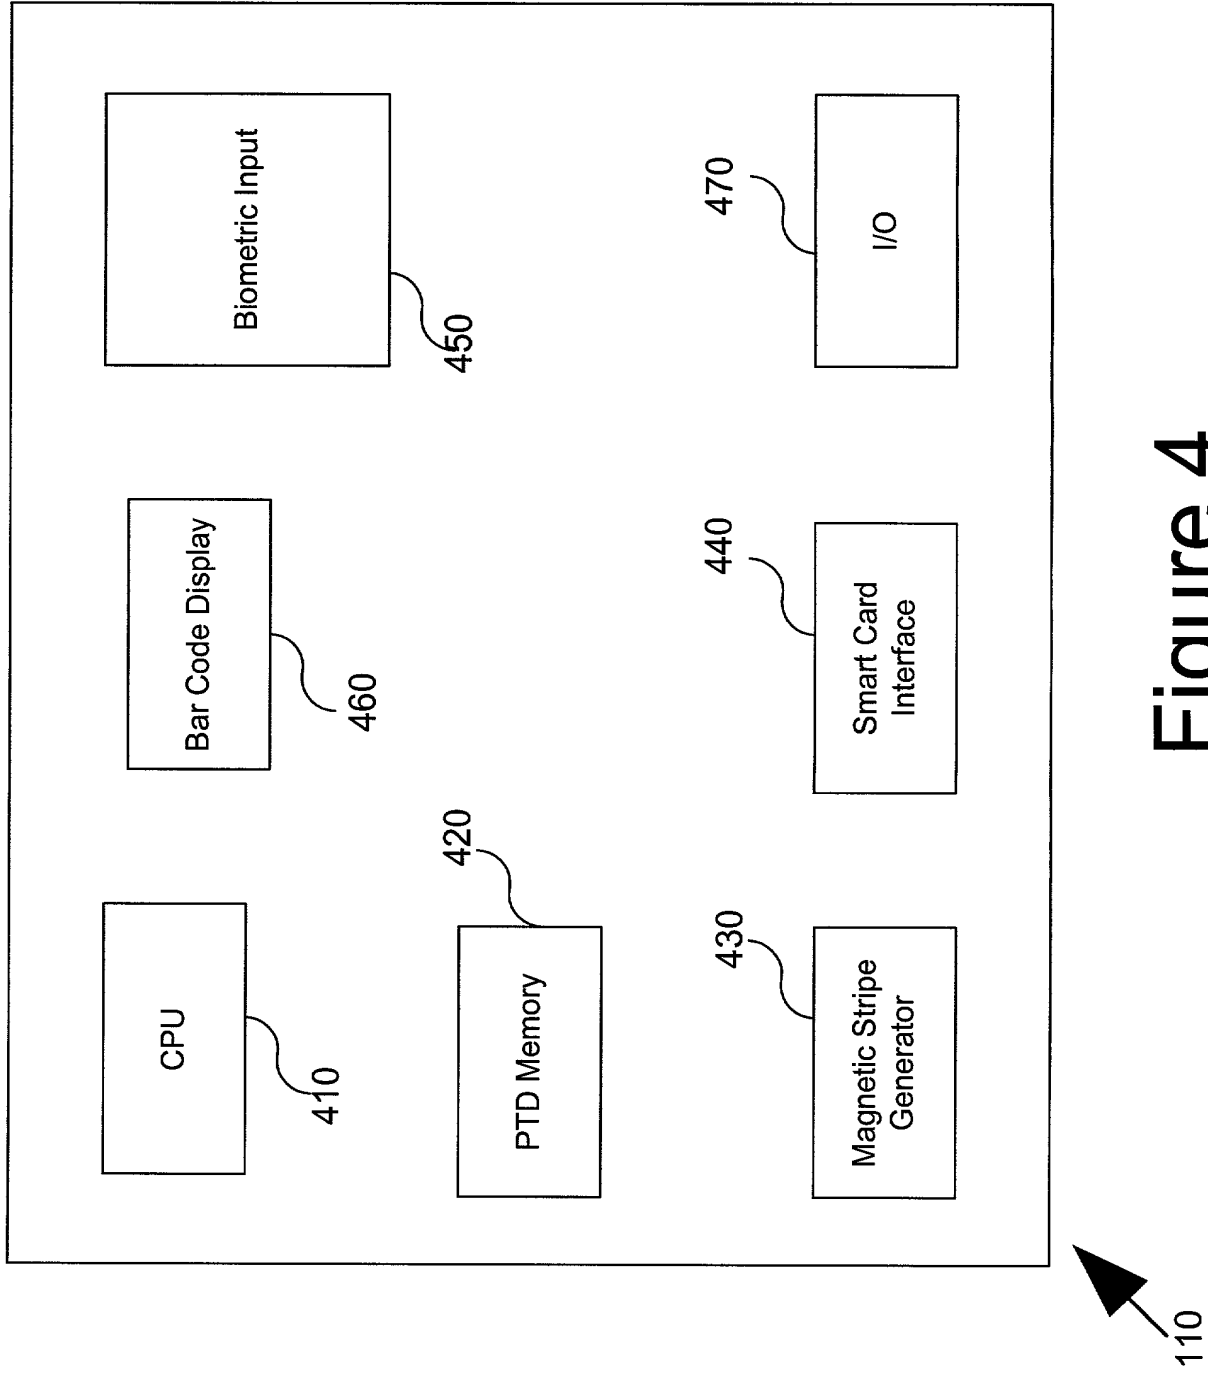 CPU
410
Bar Code Display
460
Biometric Input
450
PTD Memory
420
Magnetic Stripe
Generator
430
Smart Card
Interface
440
I/O
470
110
Figure 4